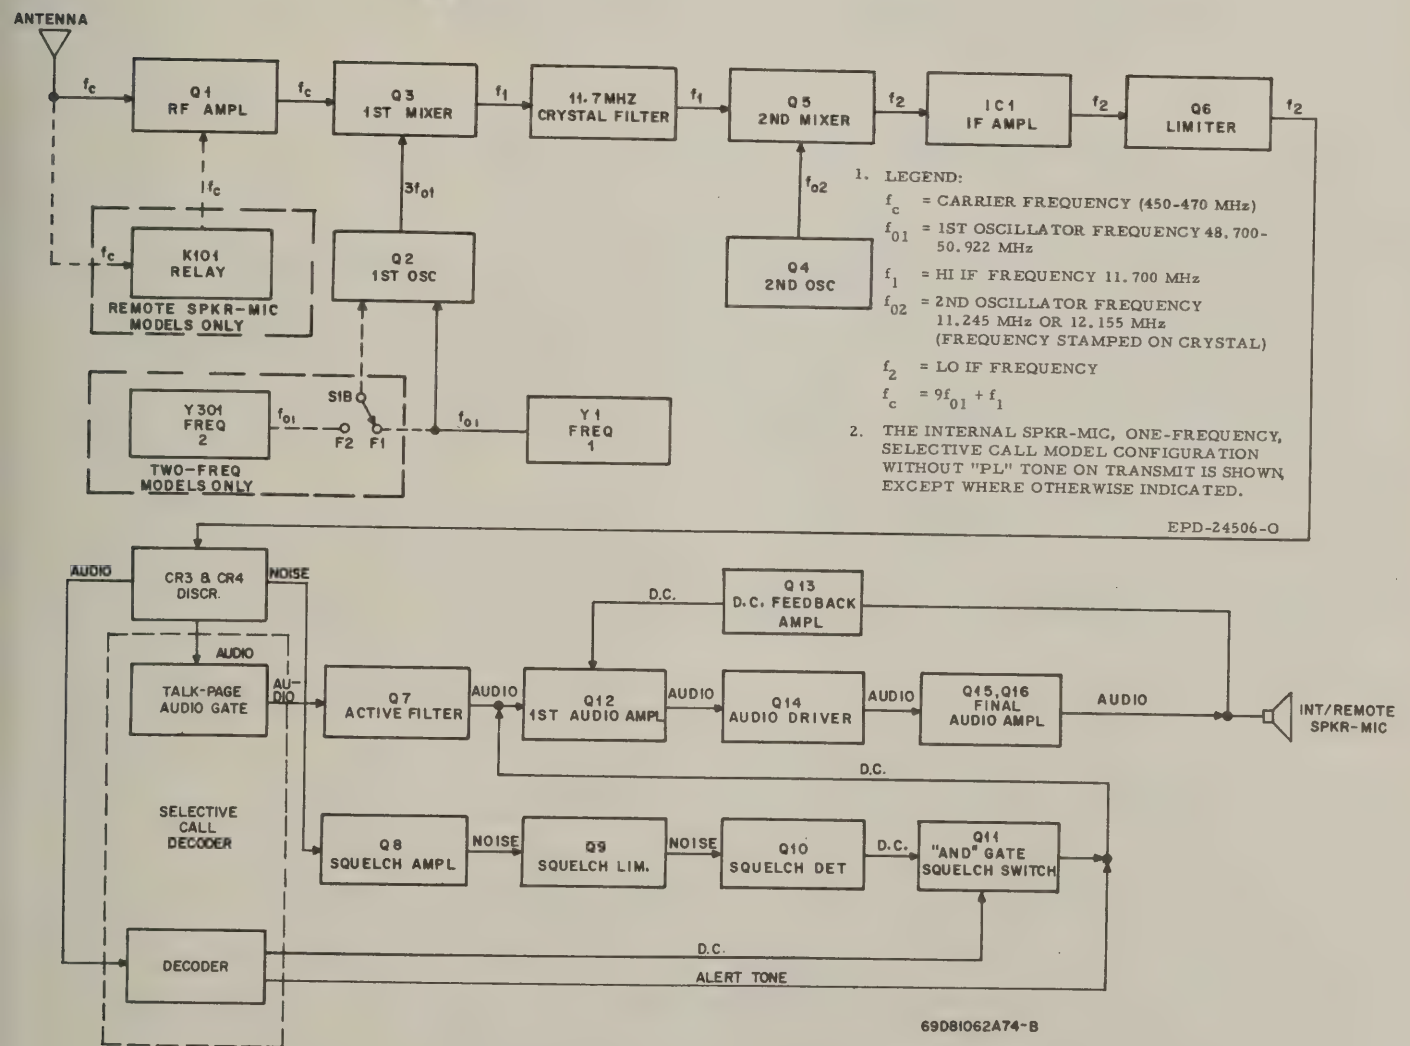 ANTENNA
fc
Q1
RF AMPL
fc
Q3
1ST MIXER
f1
11.7MHZ
CRYSTAL FILTER
f1
Q5
2ND MIXER
f2
IC1
IF AMPL
f2
Q6
LIMITER
f2
fc
3fo1
fo2
fc
K101
RELAY
REMOTE SPKR-MIC
MODELS ONLY
Q2
1ST OSC
Q4
2ND OSC
1. LEGEND:
fc = CARRIER FREQUENCY (450-470 MHz)
f01 = 1ST OSCILLATOR FREQUENCY 48.700-
50.922 MHz
f1 = HI IF FREQUENCY 11.700 MHz
f02 = 2ND OSCILLATOR FREQUENCY
11.245 MHz OR 12.155 MHz
(FREQUENCY STAMPED ON CRYSTAL)
f2 = LO IF FREQUENCY
fc = 9f01 + f1
2. THE INTERNAL SPKR-MIC, ONE-FREQUENCY,
SELECTIVE CALL MODEL CONFIGURATION
WITHOUT "PL" TONE ON TRANSMIT IS SHOWN,
EXCEPT WHERE OTHERWISE INDICATED.
EPD-24506-O
Y301
FREQ
2
fo1
S1B
F2
F1
fo1
Y1
FREQ
1
TWO-FREQ
MODELS ONLY
AUDIO
CR3 & CR4
DISCR.
NOISE
D.C.
Q13
D.C. FEEDBACK
AMPL
AUDIO
TALK-PAGE
AUDIO GATE
AU-
DIO
Q7
ACTIVE FILTER
AUDIO
Q12
1ST AUDIO AMPL
AUDIO
Q14
AUDIO DRIVER
AUDIO
Q15,Q16
FINAL
AUDIO AMPL
AUDIO
INT/REMOTE
SPKR-MIC
D.C.
SELECTIVE
CALL
DECODER
Q8
SQUELCH AMPL
NOISE
Q9
SQUELCH LIM.
NOISE
Q10
SQUELCH DET
D.C.
Q11
"AND" GATE
SQUELCH SWITCH
DECODER
D.C.
ALERT TONE
69D81062A74-B